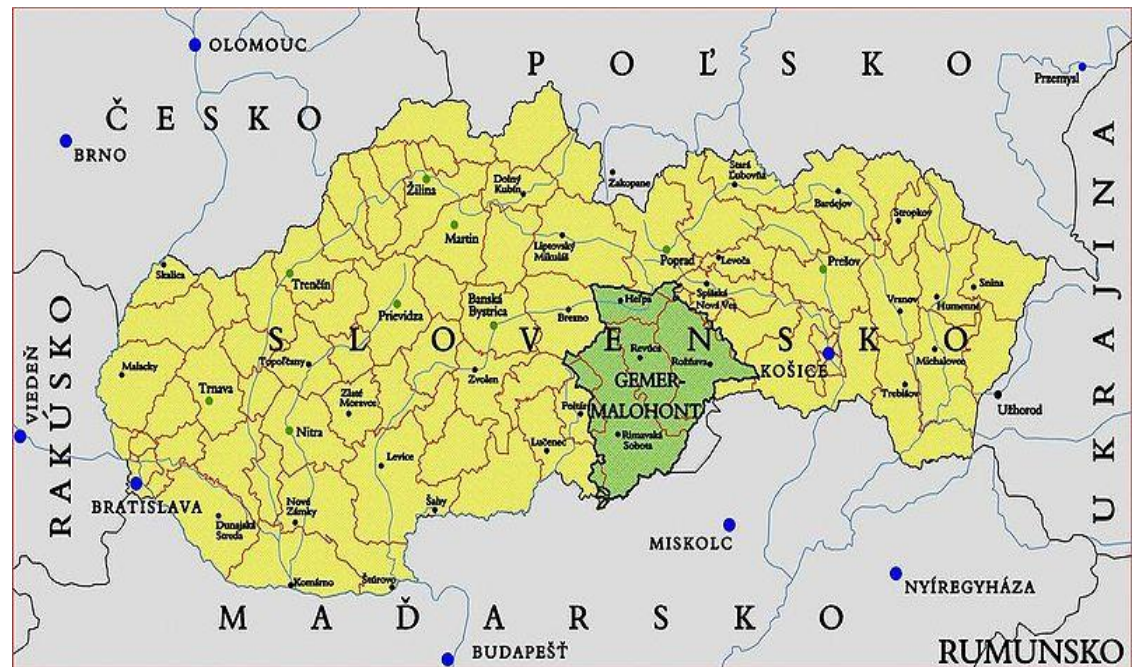 OLOMOUC
POĽSKO
Przemysl
ČESKO
BRNO
Stará
Ľubovňa
Zakopane
Dolný
Kubín
Žilina
Bardejov
Stropkov
Martin
Liptovský
Mikuláš
Poprad
Levoča
Prešov
Skalica
Trenčín
Spišská
Nová Ves
Snina
Humenné
Vranov
Prievidza
Banská
Bystrica
Brezno
Heľpa
SLOVENSKO
Revúca
Rožňava
Michalovce
KOŠICE
Topoľčany
Malacky
Zvolen
Trnava
Zlaté
Moravce
GEMER-
MALOHONT
Poltár
Trebišov
Užhorod
Nitra
Rimavská
Sobota
Lučenec
Levice
VIEDEŇ
RAKÚSKO
UKRAJINA
BRATISLAVA
Nové
Zámky
Šahy
Dunajská
Streda
MISKOLC
Komárno
Štúrovo
NYÍREGYHÁZA
MAĎARSKO
BUDAPEŠŤ
RUMUNSKO